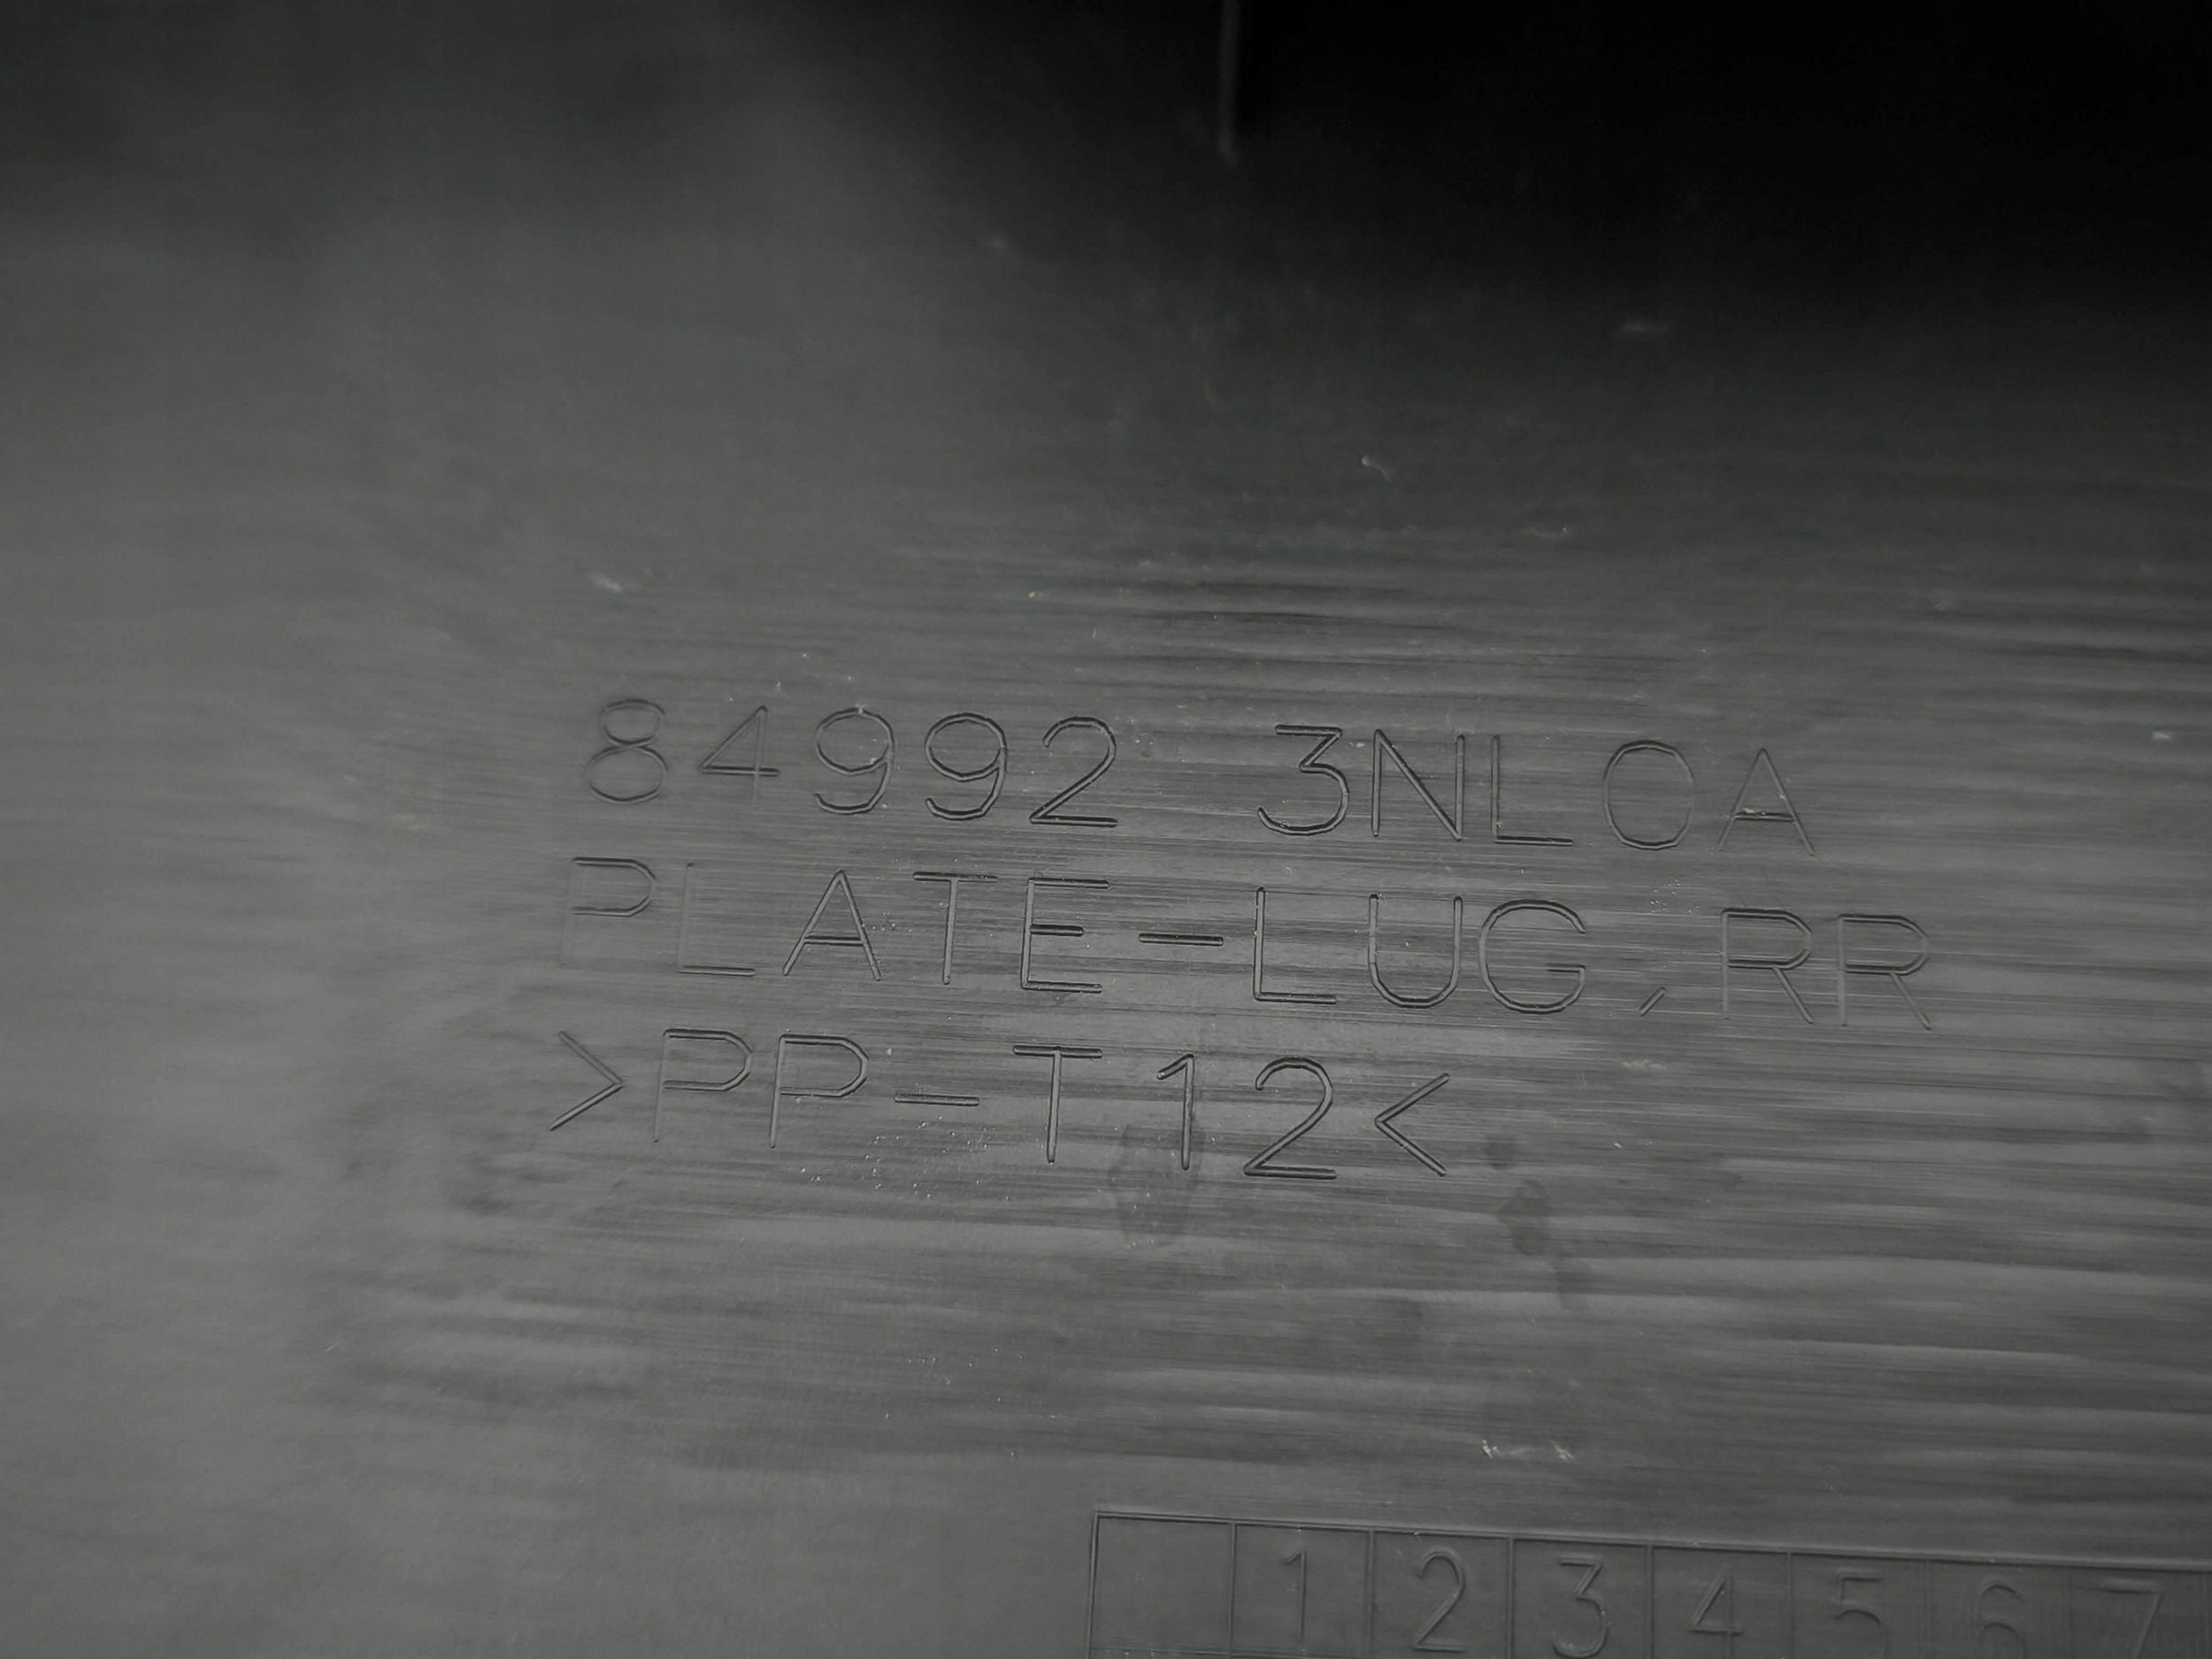 84992 3NL0A
PLATE-LUG,RR
>PP-T12<
1 2 3 4 5 6 7